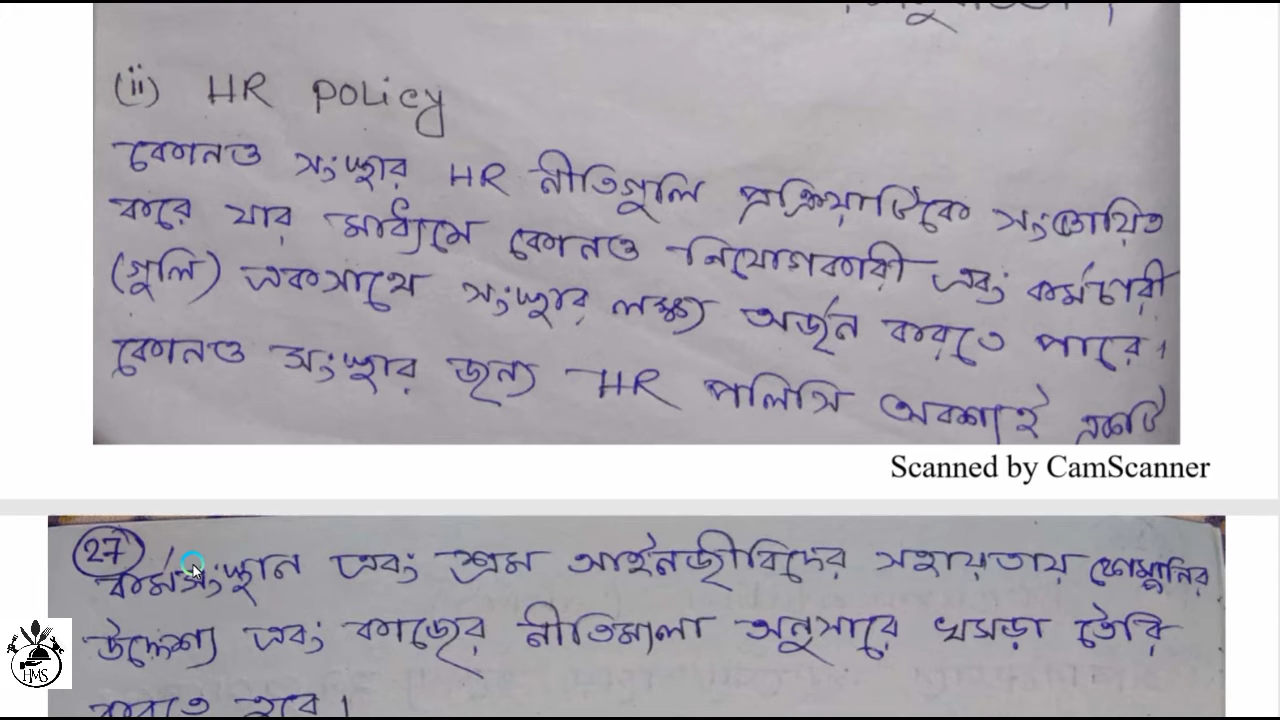 (ii) HR Policy
কোনও সংস্থার HR নীতিগুলি প্রক্রিয়াটিকে সংজ্ঞায়িত
করে যার মাধ্যমে কোনও নিয়োগকারী এবং কর্মচারী
(গুলি) একসাথে সংস্থার লক্ষ্য অর্জন করতে পারে।
কোনও সংস্থার জন্য HR পলিসি অবশ্যই একটি
Scanned by CamScanner
27
কর্মসংস্থান এবং শ্রম আইনজীবিদের সহায়তায় কোম্পানির
উদ্দেশ্য এবং কাজের নীতিমালা অনুসারে খসড়া তৈরি
করতে হবে।
HMS